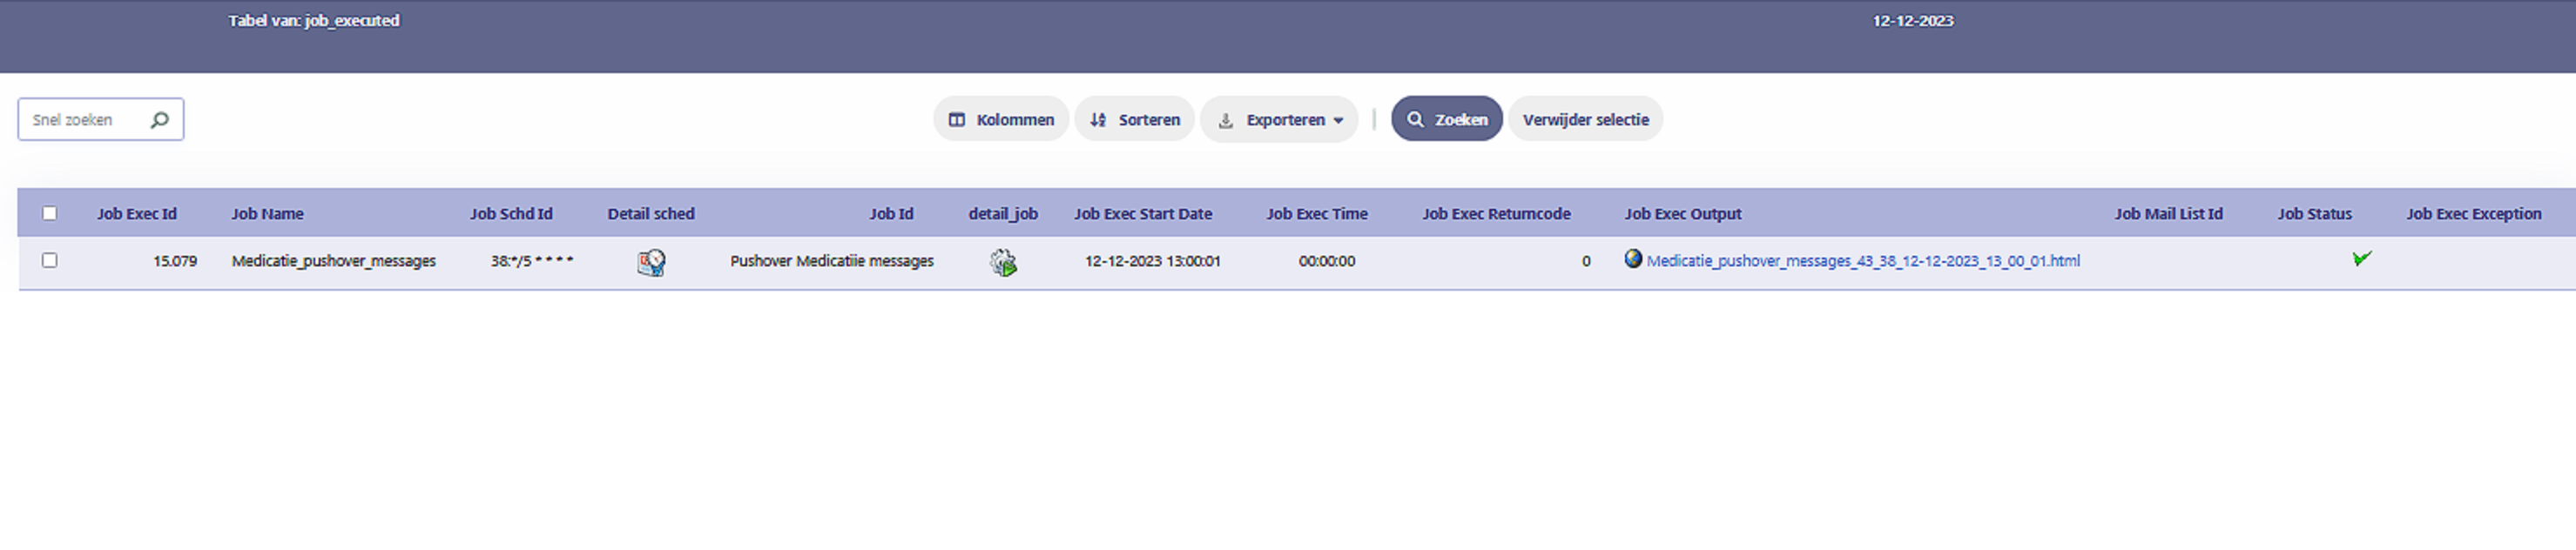 Tabel van: job_executed 12-12-2023
Snel zoeken Kolommen Sorteren Exporteren Zoeken Verwijder selectie
Job Exec Id Job Name Job Schd Id Detail sched Job Id detail_job Job Exec Start Date Job Exec Time Job Exec Returncode Job Exec Output Job Mail List Id Job Status Job Exec Exception
15.079 Medicatie_pushover_messages 38:*/5 * * * * Pushover Medicatiie messages 12-12-2023 13:00:01 00:00:00 0 Medicatie_pushover_messages_43_38_12-12-2023_13_00_01.html